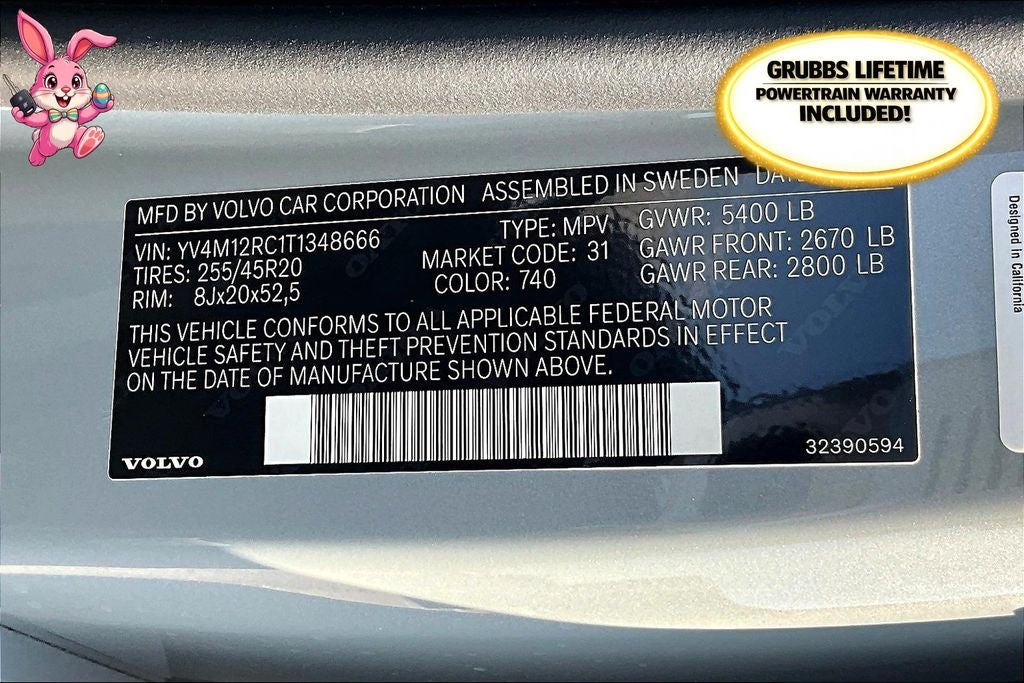 GRUBBS LIFETIME
POWERTRAIN WARRANTY
INCLUDED!
MFD BY VOLVO CAR CORPORATION ASSEMBLED IN SWEDEN
VIN: YV4M12RC1T1348666 TYPE: MPV GVWR: 5400 LB
TIRES: 255/45R20 MARKET CODE: 31 GAWR FRONT: 2670 LB
RIM: 8Jx20x52,5 COLOR: 740 GAWR REAR: 2800 LB
THIS VEHICLE CONFORMS TO ALL APPLICABLE FEDERAL MOTOR
VEHICLE SAFETY AND THEFT PREVENTION STANDARDS IN EFFECT
ON THE DATE OF MANUFACTURE SHOWN ABOVE.
VOLVO 32390594
Designed in California